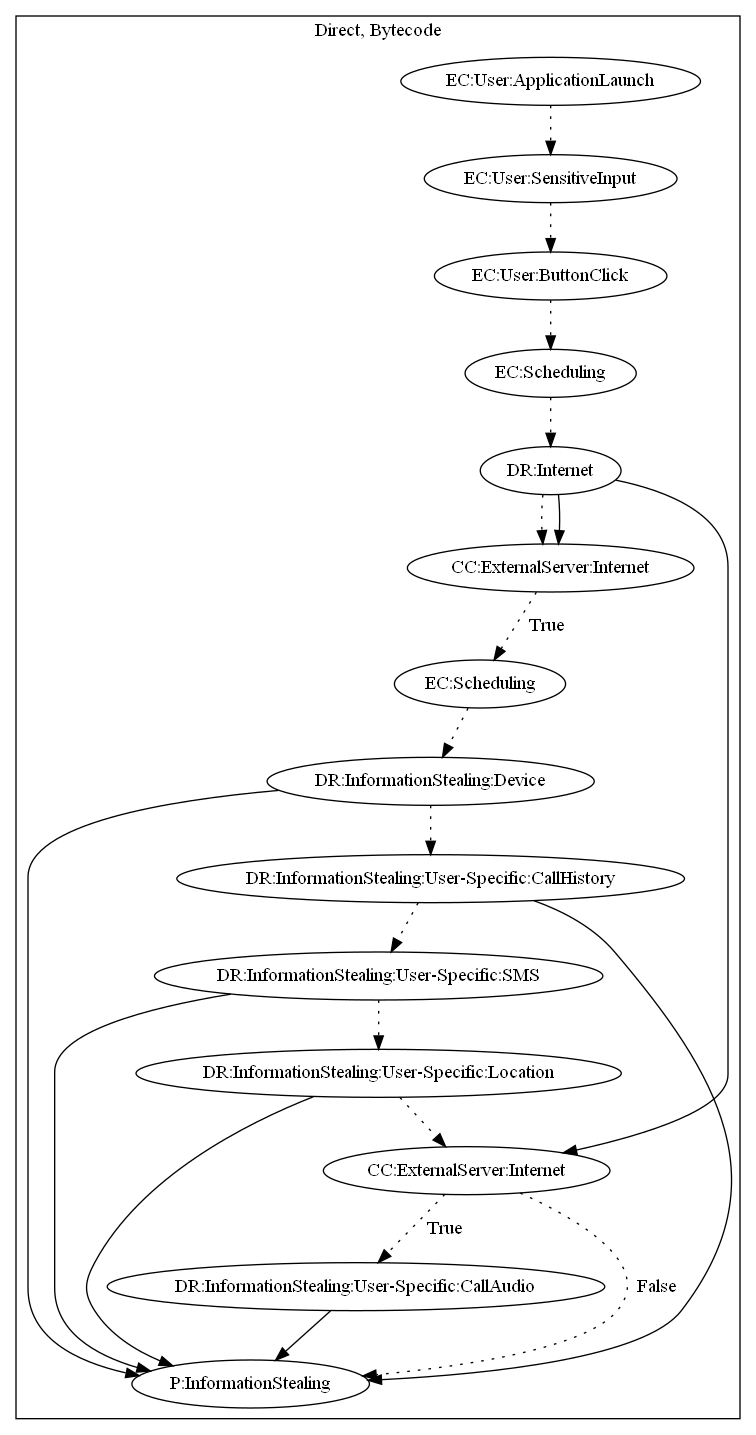 Direct, Bytecode
EC:User:ApplicationLaunch
EC:User:SensitiveInput
EC:User:ButtonClick
EC:Scheduling
DR:Internet
CC:ExternalServer:Internet
True
EC:Scheduling
DR:InformationStealing:Device
DR:InformationStealing:User-Specific:CallHistory
DR:InformationStealing:User-Specific:SMS
DR:InformationStealing:User-Specific:Location
CC:ExternalServer:Internet
True
DR:InformationStealing:User-Specific:CallAudio
False
P:InformationStealing